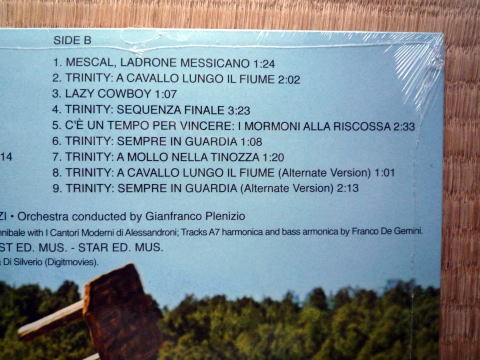 SIDE B
1. MESCAL, LADRONE MESSICANO 1:24
2. TRINITY: A CAVALLO LUNGO IL FIUME 2:02
3. LAZY COWBOY 1:07
4. TRINITY: SEQUENZA FINALE 3:23
5. C'È UN TEMPO PER VINCERE: I MORMONI ALLA RISCOSSA 2:33
6. TRINITY: SEMPRE IN GUARDIA 1:08
14 7. TRINITY: A MOLLO NELLA TINOZZA 1:20
8. TRINITY: A CAVALLO LUNGO IL FIUME (Alternate Version) 1:01
9. TRINITY: SEMPRE IN GUARDIA (Alternate Version) 2:13
ZI • Orchestra conducted by Gianfranco Plenizio
nnibale with I Cantori Moderni di Alessandroni; Tracks A7 harmonica and bass armonica by Franco De Gemini.
ST ED. MUS. - STAR ED. MUS.
Di Silverio (Digitmovies).